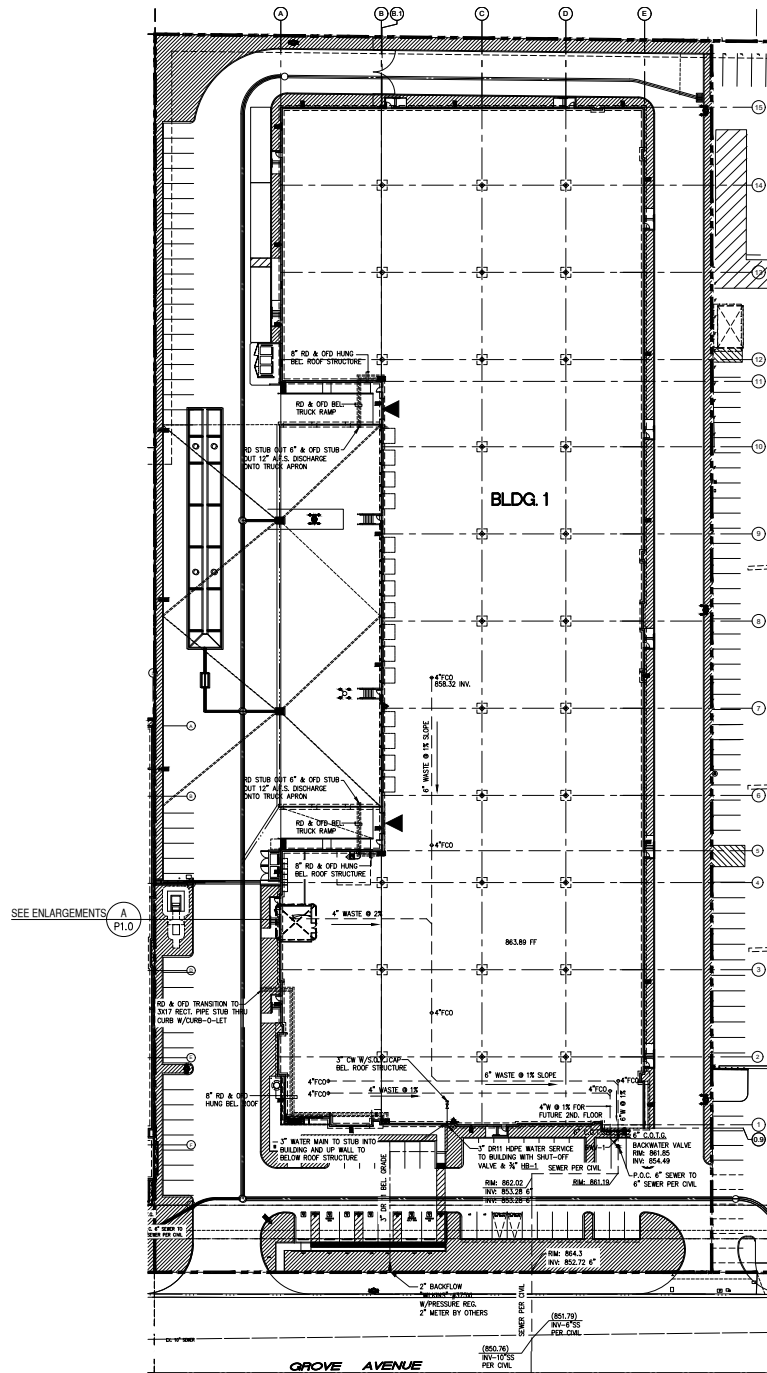 A
B
B.1
C
D
E
15
14
13
12
11
10
9
8
7
6
5
4
3
2
1
0.9
8" RD & OFD HUNG
BEL. ROOF STRUCTURE
RD & OFD BEL.
TRUCK RAMP
RD STUB OUT 6" & OFD STUB
OUT 12" A.F.S. DISCHARGE
ONTO TRUCK APRON
BLDG. 1
4"FCO
858.32 INV.
6" WASTE @ 1% SLOPE
RD STUB OUT 6" & OFD STUB
OUT 12" A.F.S. DISCHARGE
ONTO TRUCK APRON
RD & OFD BEL.
TRUCK RAMP
4"FCO
8" RD & OFD HUNG
BEL. ROOF STRUCTURE
SEE ENLARGEMENTS
A
P1.0
4" WASTE @ 2%
863.89 FF
RD & OFD TRANSITION TO
3X17 RECT. PIPE STUB THRU
CURB W/CURB-O-LET
4"FCO
3" CW W/S.O.V./CAP
BEL. ROOF STRUCTURE
6" WASTE @ 1% SLOPE
4"FCO
4" WASTE @ 1%
4"FCO
4"FCO
4"FCO
8" RD &
HUNG BEL. ROOF
4"W @ 1% FOR
FUTURE 2ND. FLOOR
6"W @ 1%
3" WATER MAIN TO STUB INTO
BUILDING AND UP WALL TO
BELOW ROOF STRUCTURE
3" DR11 HDPE WATER SERVICE
TO BUILDING WITH SHUT-OFF
VALVE & ¾" HB-1
6" C.O.T.G.
BACKWATER VALVE
RIM: 861.85
INV: 854.49
SEWER PER CIVIL
P.O.C. 6" SEWER TO
6" SEWER PER CIVIL
RIM: 862.02
INV: 853.28 6"
INV: 853.28 6"
RIM: 861.19
BEL. GRADE
SEWER PER CIVIL
RIM: 864.3
INV: 852.72 6"
2" BACKFLOW
W/PRESSURE REG.
2" METER BY OTHERS
SEWER PER CIVIL
(851.79)
INV-6"SS
PER CIVIL
(850.76)
INV-10"SS
PER CIVIL
EX. 10" SEWER
GROVE AVENUE